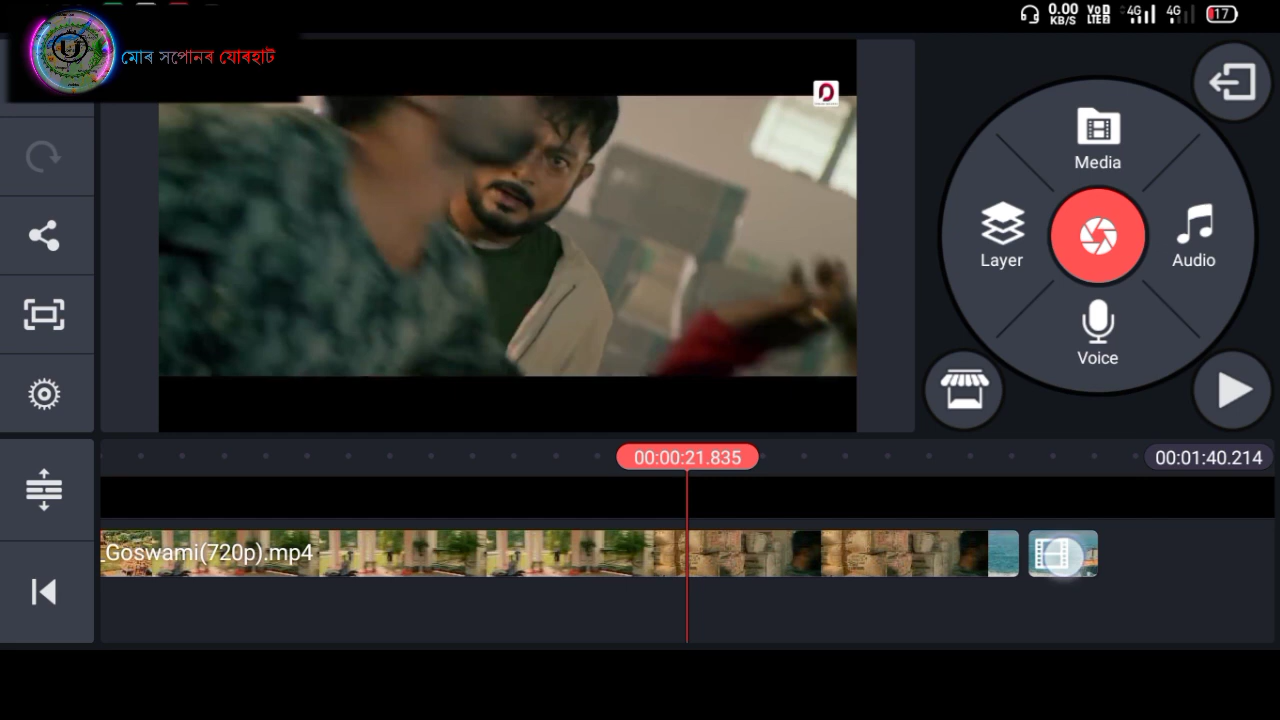 0.00
KB/S
Vo
LTE
4G
4G
17
মোৰ সপোনৰ যোৰহাট
Media
Layer
Audio
Voice
00:00:21.835
00:01:40.214
Goswami(720p).mp4